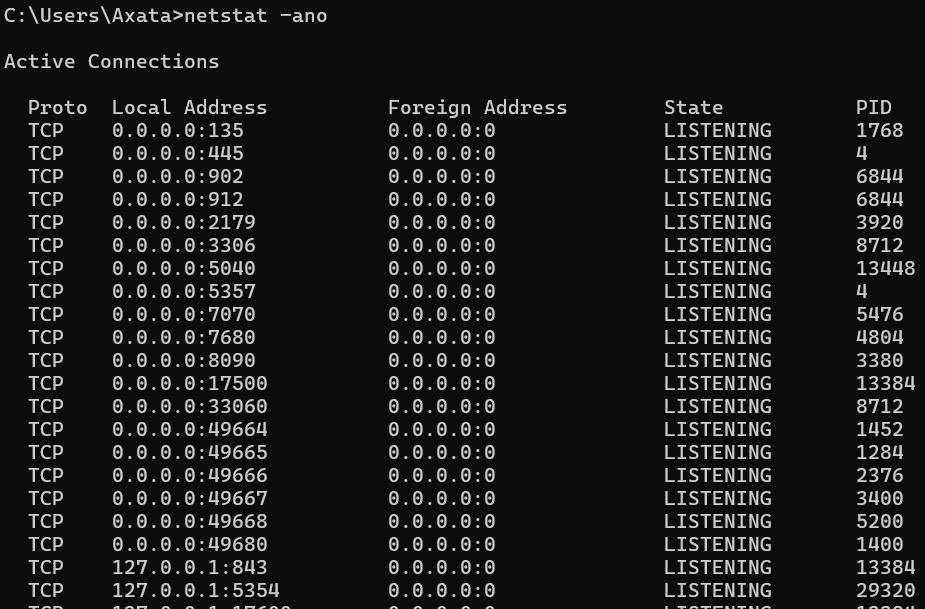 C:\Users\Axata>netstat -ano
Active Connections
Proto Local Address Foreign Address State PID
TCP 0.0.0.0:135 0.0.0.0:0 LISTENING 1768
TCP 0.0.0.0:445 0.0.0.0:0 LISTENING 4
TCP 0.0.0.0:902 0.0.0.0:0 LISTENING 6844
TCP 0.0.0.0:912 0.0.0.0:0 LISTENING 6844
TCP 0.0.0.0:2179 0.0.0.0:0 LISTENING 3920
TCP 0.0.0.0:3306 0.0.0.0:0 LISTENING 8712
TCP 0.0.0.0:5040 0.0.0.0:0 LISTENING 13448
TCP 0.0.0.0:5357 0.0.0.0:0 LISTENING 4
TCP 0.0.0.0:7070 0.0.0.0:0 LISTENING 5476
TCP 0.0.0.0:7680 0.0.0.0:0 LISTENING 4804
TCP 0.0.0.0:8090 0.0.0.0:0 LISTENING 3380
TCP 0.0.0.0:17500 0.0.0.0:0 LISTENING 13384
TCP 0.0.0.0:33060 0.0.0.0:0 LISTENING 8712
TCP 0.0.0.0:49664 0.0.0.0:0 LISTENING 1452
TCP 0.0.0.0:49665 0.0.0.0:0 LISTENING 1284
TCP 0.0.0.0:49666 0.0.0.0:0 LISTENING 2376
TCP 0.0.0.0:49667 0.0.0.0:0 LISTENING 3400
TCP 0.0.0.0:49668 0.0.0.0:0 LISTENING 5200
TCP 0.0.0.0:49680 0.0.0.0:0 LISTENING 1400
TCP 127.0.0.1:843 0.0.0.0:0 LISTENING 13384
TCP 127.0.0.1:5354 0.0.0.0:0 LISTENING 29320
TCP 0.0.0.0:0 LISTENING